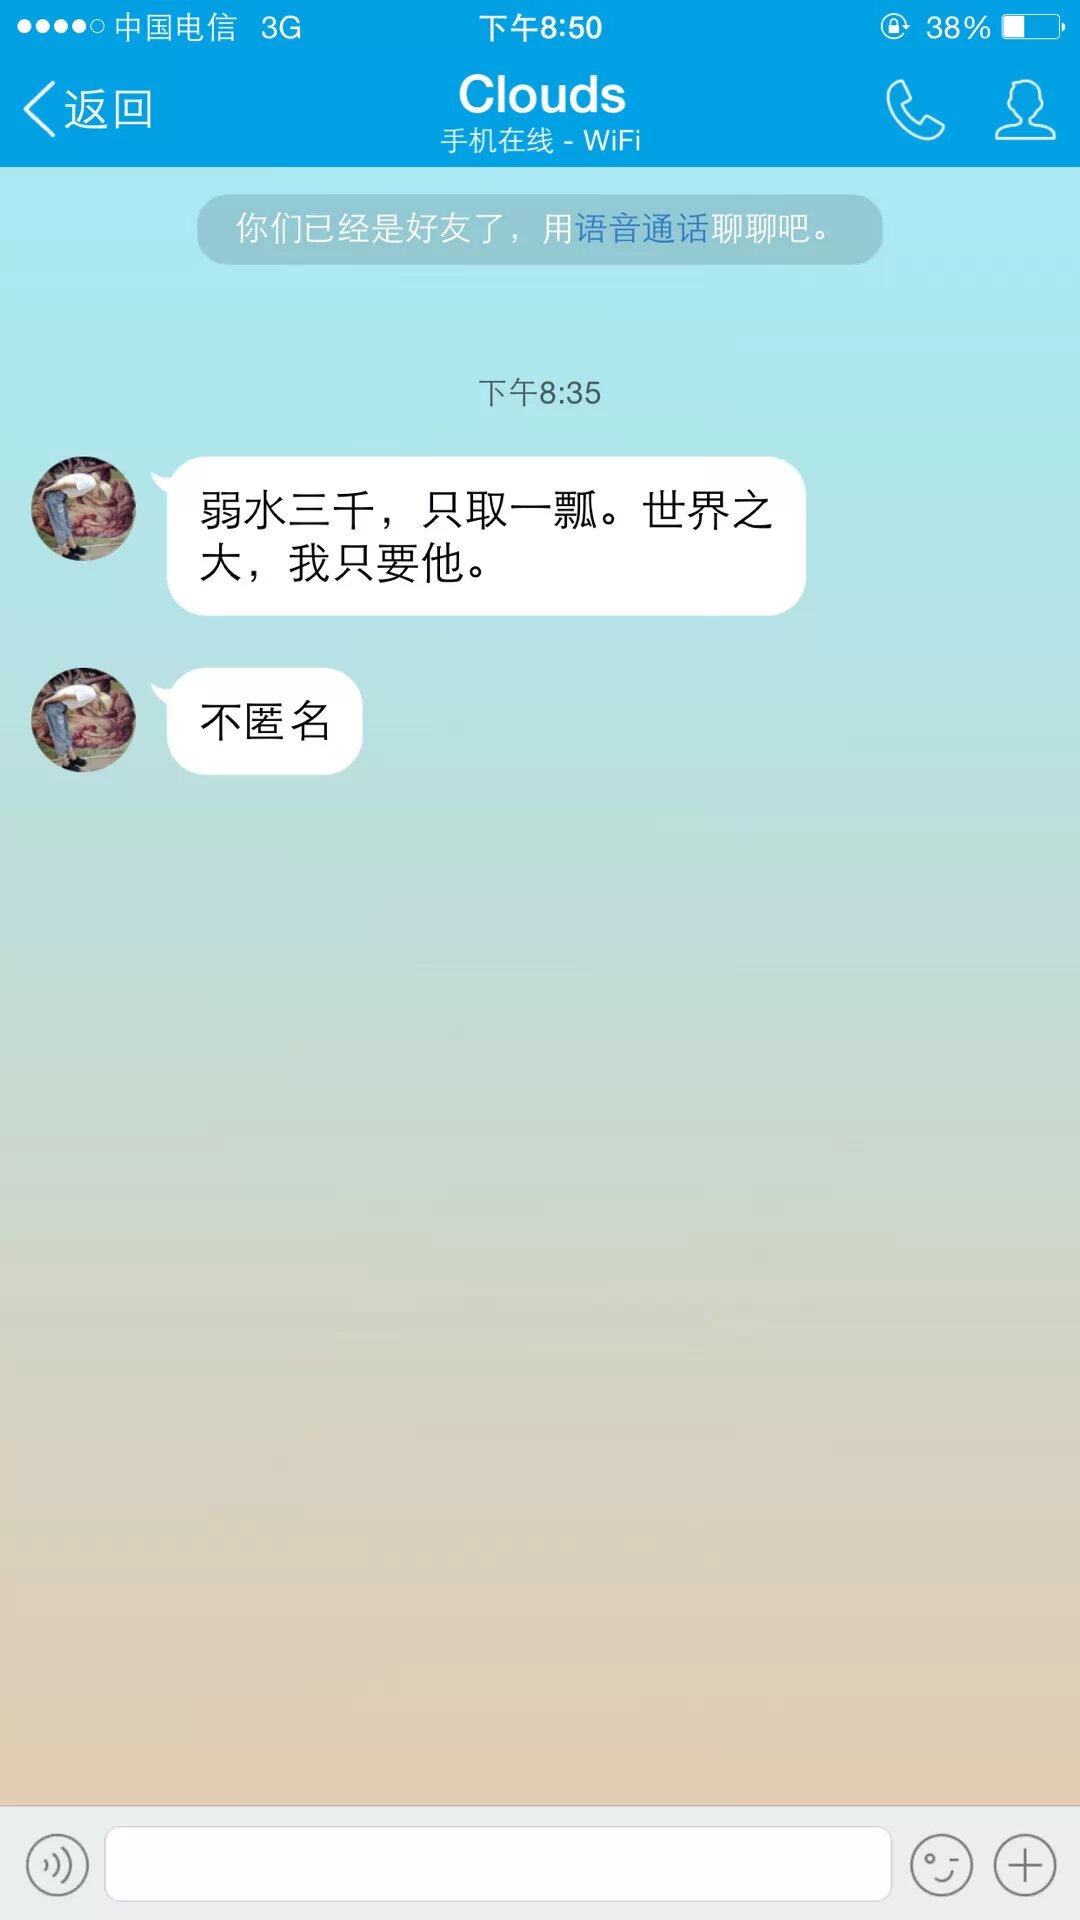 中国电信 3G 下午8:50 38%
返回 Clouds
手机在线 - WiFi
你们已经是好友了，用语音通话聊聊吧。
下午8:35
弱水三千，只取一瓢。世界之
大，我只要他。
不匿名